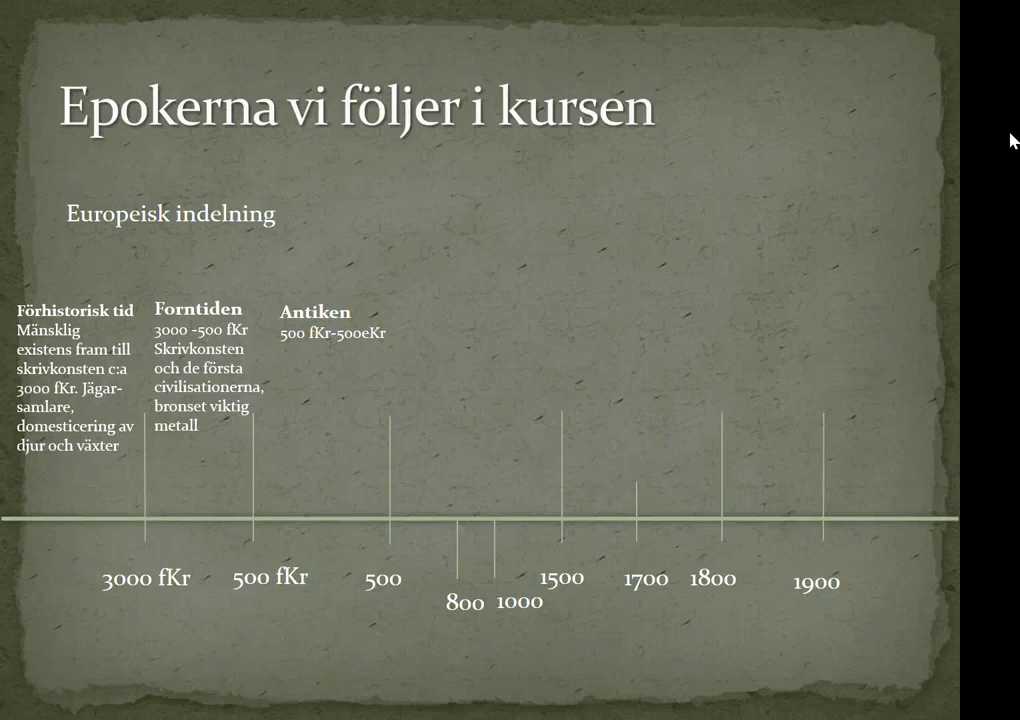 Epokerna vi följer i kursen
Europeisk indelning
Förhistorisk tid
Mänsklig
existens fram till
skrivkonsten c:a
3000 fKr. Jägar-
samlare,
domesticering av
djur och växter
Forntiden
3000 -500 fKr
Skrivkonsten
och de första
civilisationerna,
bronset viktig
metall
Antiken
500 fKr-500eKr
3000 fKr
500 fKr
500
800
1000
1500
1700
1800
1900